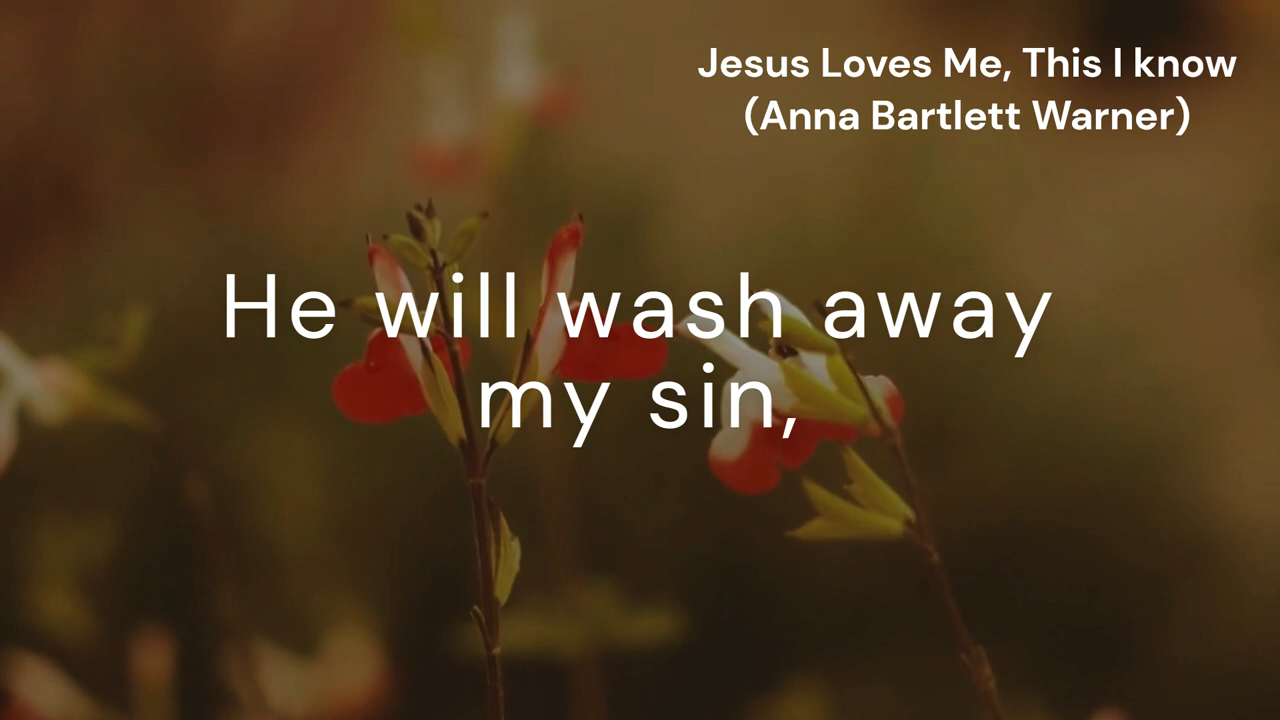 Jesus Loves Me, This I know
(Anna Bartlett Warner)
He will wash away
my sin,